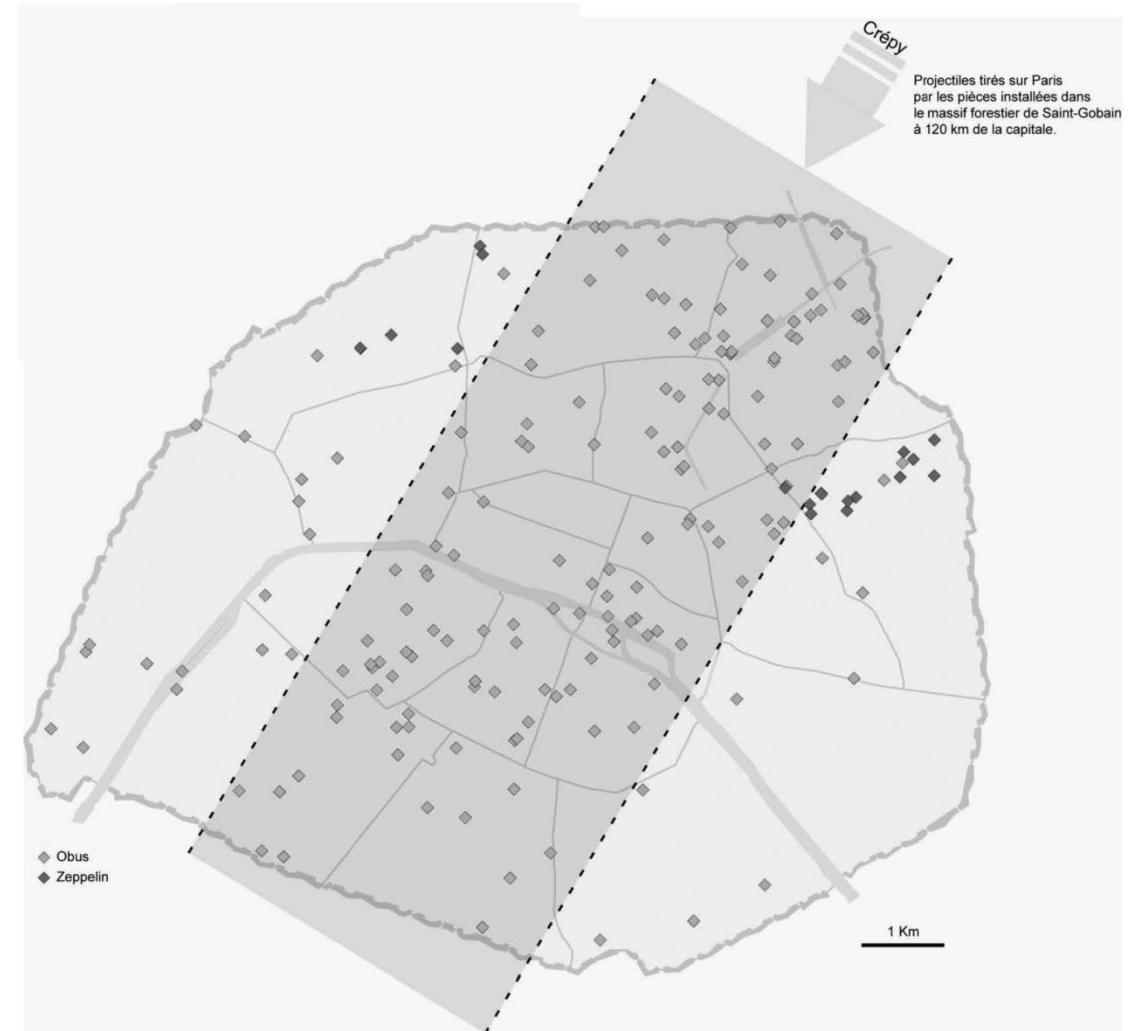 Crépy
Projectiles tirés sur Paris
par les pièces installées dans
le massif forestier de Saint-Gobain
à 120 km de la capitale.
Obus
Zeppelin
1 Km